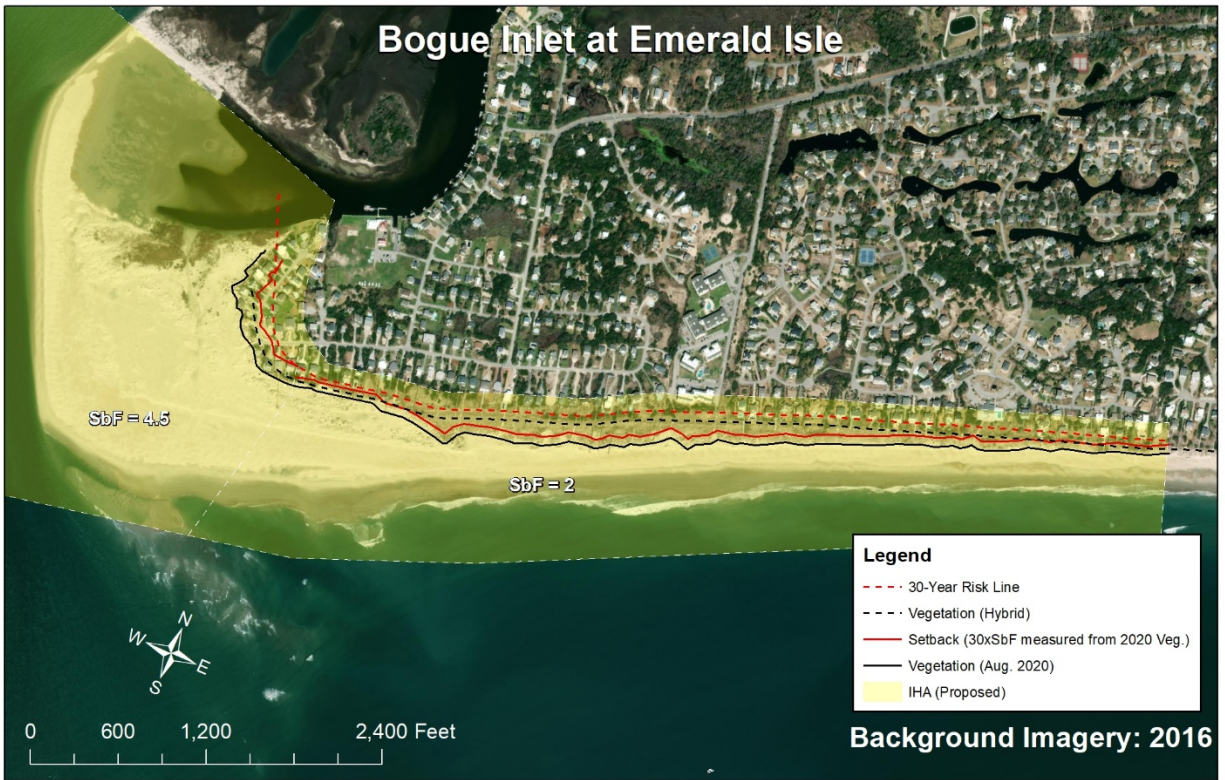 Bogue Inlet at Emerald Isle
SbF = 4.5
SbF = 2
Legend
30-Year Risk Line
Vegetation (Hybrid)
Setback (30xSbF measured from 2020 Veg.)
Vegetation (Aug. 2020)
IHA (Proposed)
N
W
E
S
0 600 1,200 2,400 Feet
Background Imagery: 2016